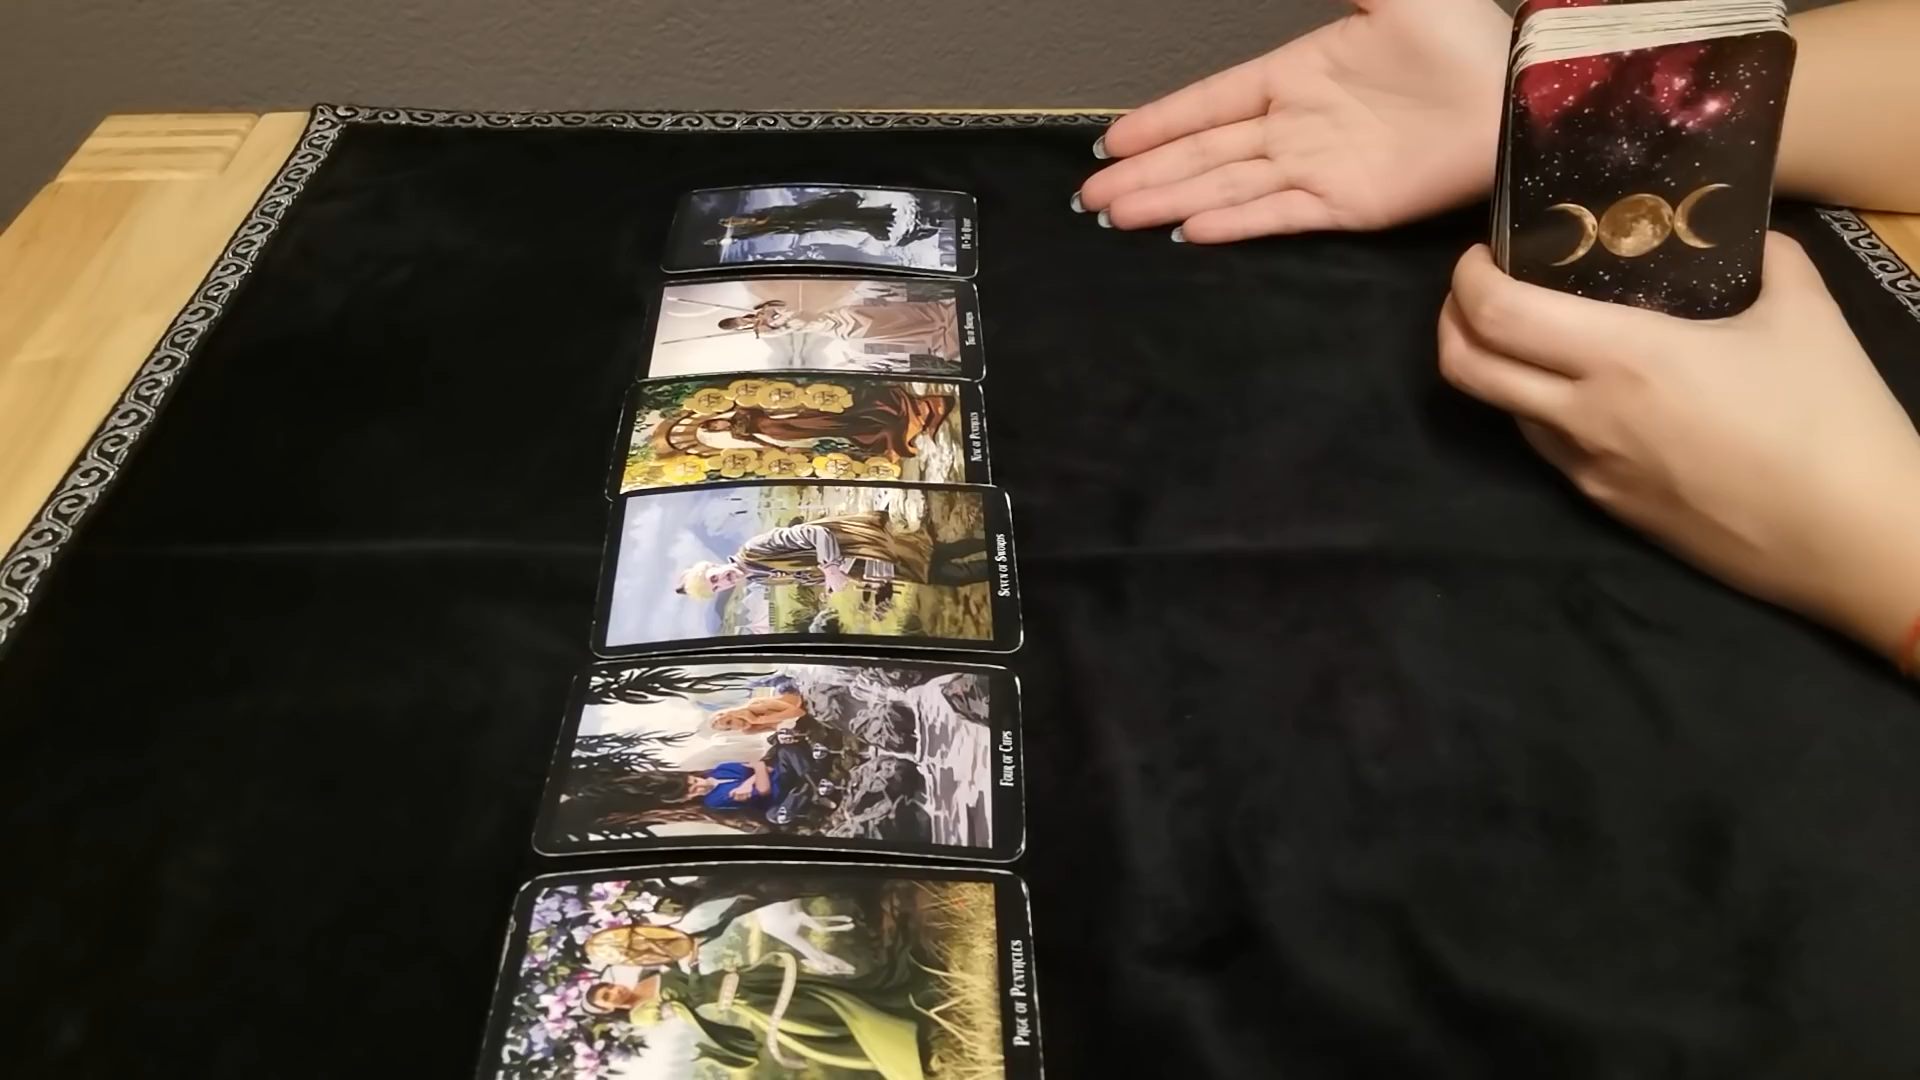 Two of Swords
Nine of Pentacles
Seven of Swords
Four of Cups
Page of Pentacles